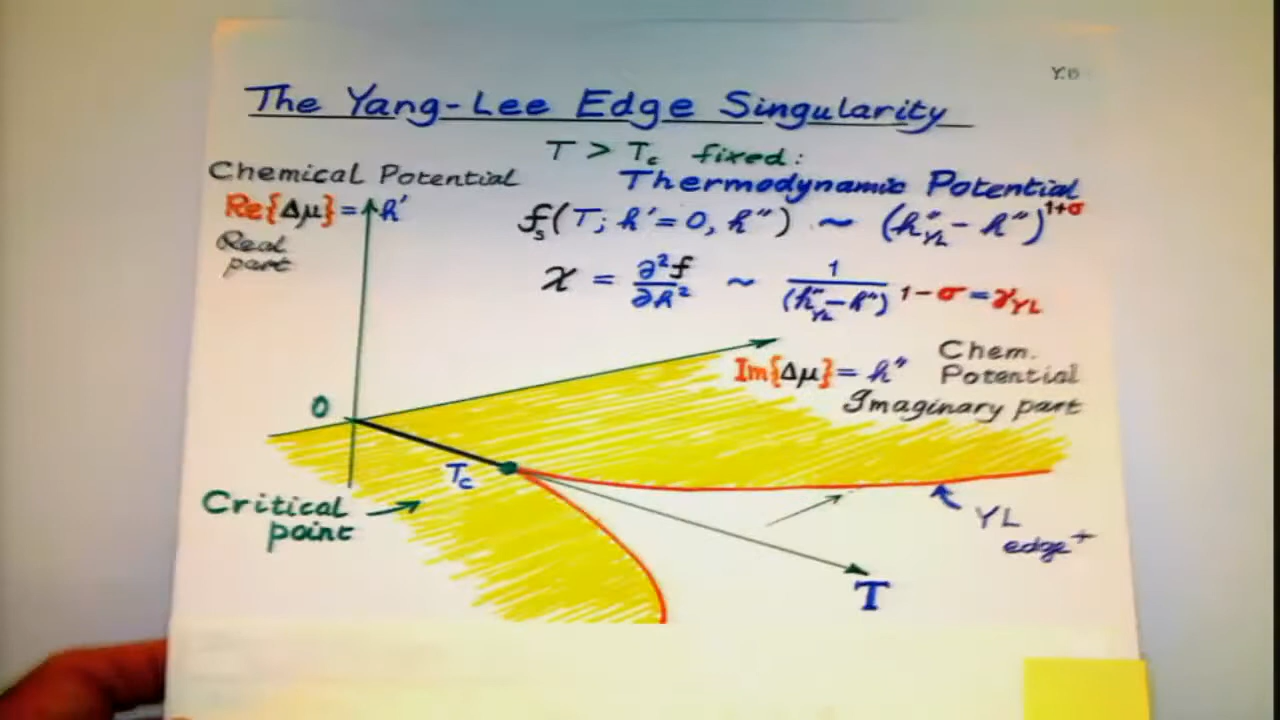 The Yang-Lee Edge Singularity
T > Tc fixed:
Chemical Potential
Thermodynamic Potential
Re{Δμ} = h′
Real part
fₛ(T; h′=0, h″) ~ (h″YL − h″)^1+σ
χ = ∂²f/∂h² ~ 1/(h″YL − h″)^1−σ = γYL
Im{Δμ} = h″
Chem. Potential
Imaginary part
0
Tc
Critical point
YL edge+
T